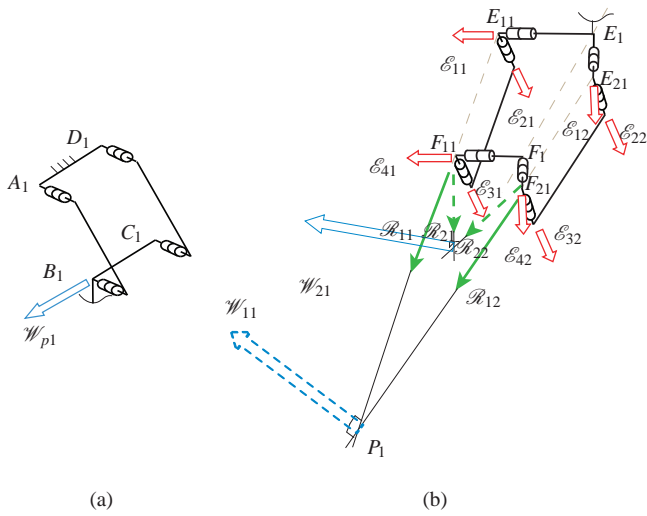 E₁₁
E₁
ℰ₁₁
E₂₁
ℰ₂₁
ℰ₁₂
ℰ₂₂
D₁
F₁₁
F₁
A₁
ℰ₄₁
ℰ₃₁
F₂₁
C₁
ℛ₁₁
ℛ₂₁
ℛ₂₂
ℰ₄₂
ℰ₃₂
B₁
𝒲₂₁
ℛ₁₂
𝒲₁₁
𝒲ₚ₁
P₁
(a)
(b)